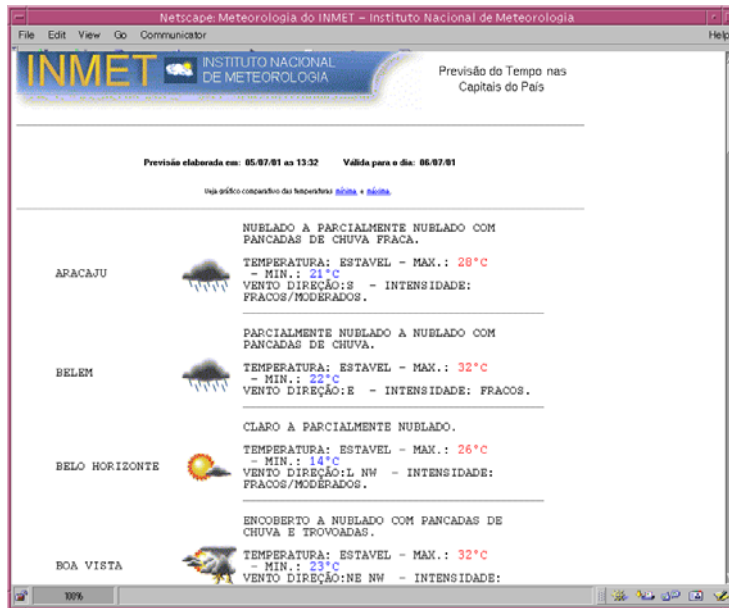 Netscape: Meteorologia do INMET – Instituto Nacional de Meteorologia
File Edit View Go Communicator Help
INMET
INSTITUTO NACIONAL
DE METEOROLOGIA
Previsão do Tempo nas
Capitais do País
Previsão elaborada em: 05/07/01 as 13:32 Válida para o dia: 06/07/01
Veja gráfico comparativo das temperaturas mínima e máxima.
NUBLADO A PARCIALMENTE NUBLADO COM
PANCADAS DE CHUVA FRACA.
ARACAJU
TEMPERATURA: ESTAVEL – MAX.: 28°C
– MIN.: 21°C
VENTO DIREÇÃO:S – INTENSIDADE:
FRACOS/MODERADOS.
PARCIALMENTE NUBLADO A NUBLADO COM
PANCADAS DE CHUVA.
BELEM
TEMPERATURA: ESTAVEL – MAX.: 32°C
– MIN.: 22°C
VENTO DIREÇÃO:E – INTENSIDADE: FRACOS.
CLARO A PARCIALMENTE NUBLADO.
BELO HORIZONTE
TEMPERATURA: ESTAVEL – MAX.: 26°C
– MIN.: 14°C
VENTO DIREÇÃO:L NW – INTENSIDADE:
FRACOS/MODERADOS.
ENCOBERTO A NUBLADO COM PANCADAS DE
CHUVA E TROVOADAS.
BOA VISTA
TEMPERATURA: ESTAVEL – MAX.: 32°C
– MIN.: 23°C
VENTO DIREÇÃO:NE NW – INTENSIDADE:
100%